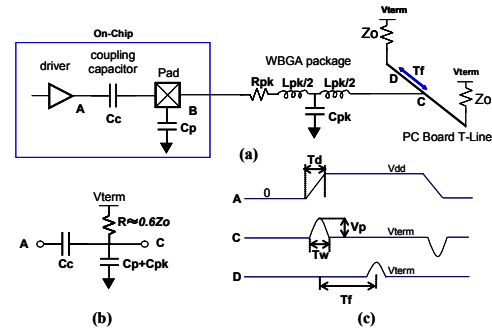 On-Chip
driver
coupling
capacitor
Pad
A
Cc
B
Cp
Rpk
WBGA package
Lpk/2 Lpk/2
Cpk
Vterm
Zo
D
Tf
C
Vterm
Zo
PC Board T-Line
(a)
Vterm
R≈0.6Zo
A
Cc
C
Cp+Cpk
(b)
Td
A 0 Vdd
C Vp Vterm
Tw
D Vterm
Tf
(c)